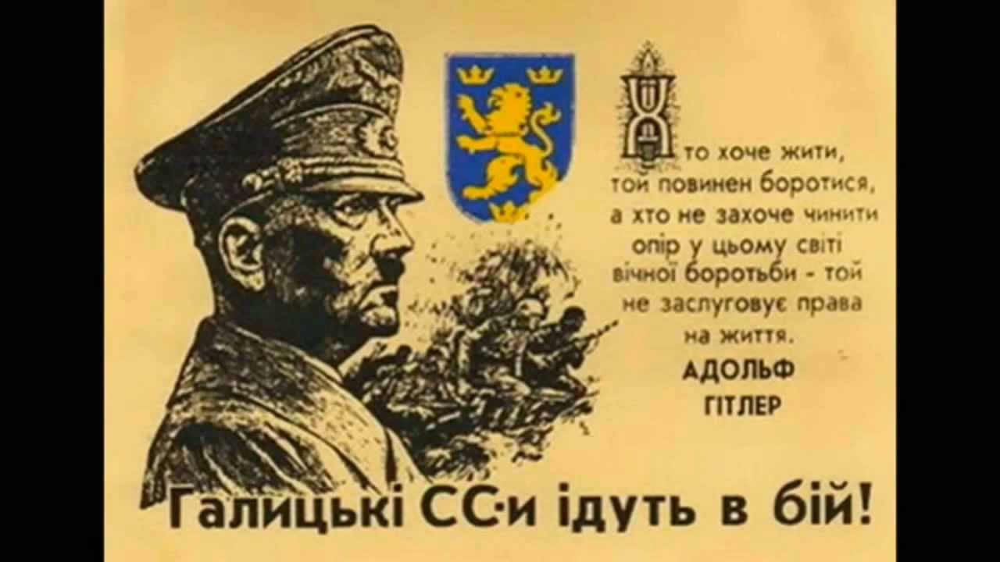 Хто хоче жити,
той повинен боротися,
а хто не захоче чинити
опір у цьому світі
вічної боротьби - той
не заслуговує права
на життя.
АДОЛЬФ
ГІТЛЕР
Галицькі СС-и ідуть в бій!